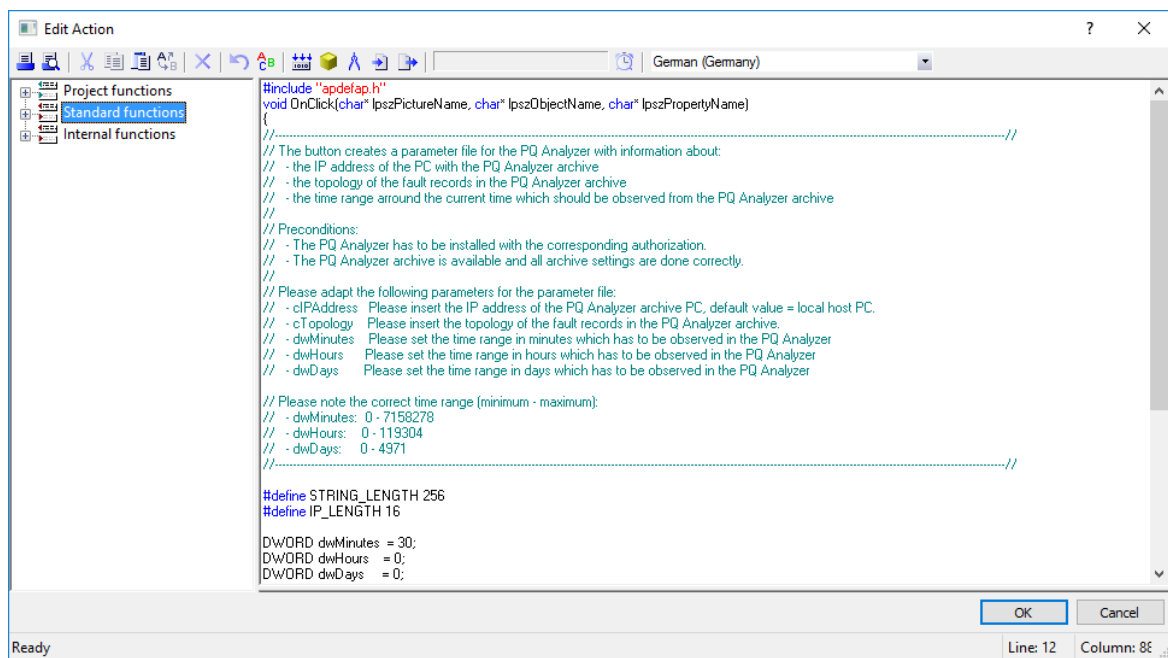 Edit Action
German (Germany)
Project functions
Standard functions
Internal functions
#include "apdefap.h"
void OnClick(char* lpszPictureName, char* lpszObjectName, char* lpszPropertyName)
{
//----------------------------------------------------------------------------------------------------//
// The button creates a parameter file for the PQ Analyzer with information about:
// - the IP address of the PC with the PQ Analyzer archive
// - the topology of the fault records in the PQ Analyzer archive
// - the time range arround the current time which should be observed from the PQ Analyzer archive
//
// Preconditions:
// - The PQ Analyzer has to be installed with the corresponding authorization.
// - The PQ Analyzer archive is available and all archive settings are done correctly.
//
// Please adapt the following parameters for the parameter file:
// - cIPAddress Please insert the IP address of the PQ Analyzer archive PC, default value = local host PC.
// - cTopology Please insert the topology of the fault records in the PQ Analyzer archive.
// - dwMinutes Please set the time range in minutes which has to be observed in the PQ Analyzer
// - dwHours Please set the time range in hours which has to be observed in the PQ Analyzer
// - dwDays Please set the time range in days which has to be observed in the PQ Analyzer
// Please note the correct time range (minimum - maximum):
// - dwMinutes: 0 - 7158278
// - dwHours: 0 - 119304
// - dwDays: 0 - 4971
//----------------------------------------------------------------------------------------------------//
#define STRING_LENGTH 256
#define IP_LENGTH 16
DWORD dwMinutes = 30;
DWORD dwHours = 0;
DWORD dwDays = 0;
OK
Cancel
Ready
Line: 12
Column: 88